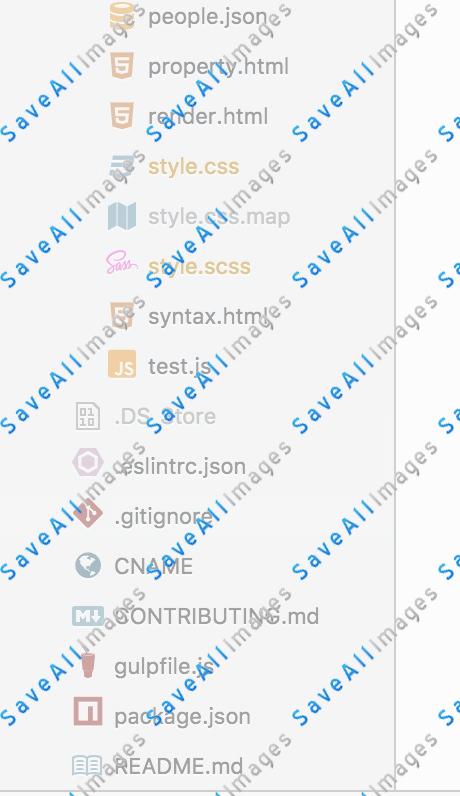 people.json
property.html
render.html
style.css
style.css.map
style.scss
syntax.html
test.js
.DS_Store
.eslintrc.json
.gitignore
CNAME
CONTRIBUTING.md
gulpfile.js
package.json
README.md
SaveAllImages